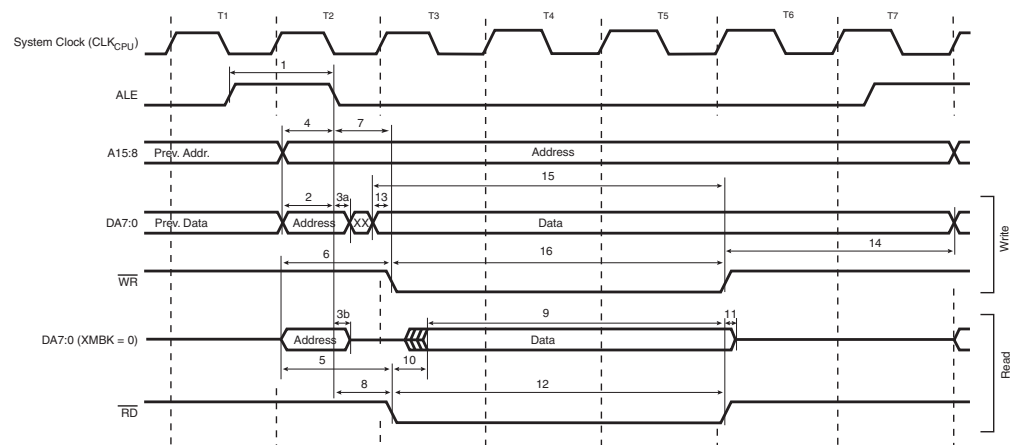 T1 T2 T3 T4 T5 T6 T7
System Clock (CLKCPU)
1
ALE
4 7
A15:8 Prev. Addr. Address
15
2 3a 13
DA7:0 Prev. Data Address XX Data
14
6 16
WR
3b 9 11
DA7:0 (XMBK = 0) Address Data
5 10
8 12
RD
Write
Read